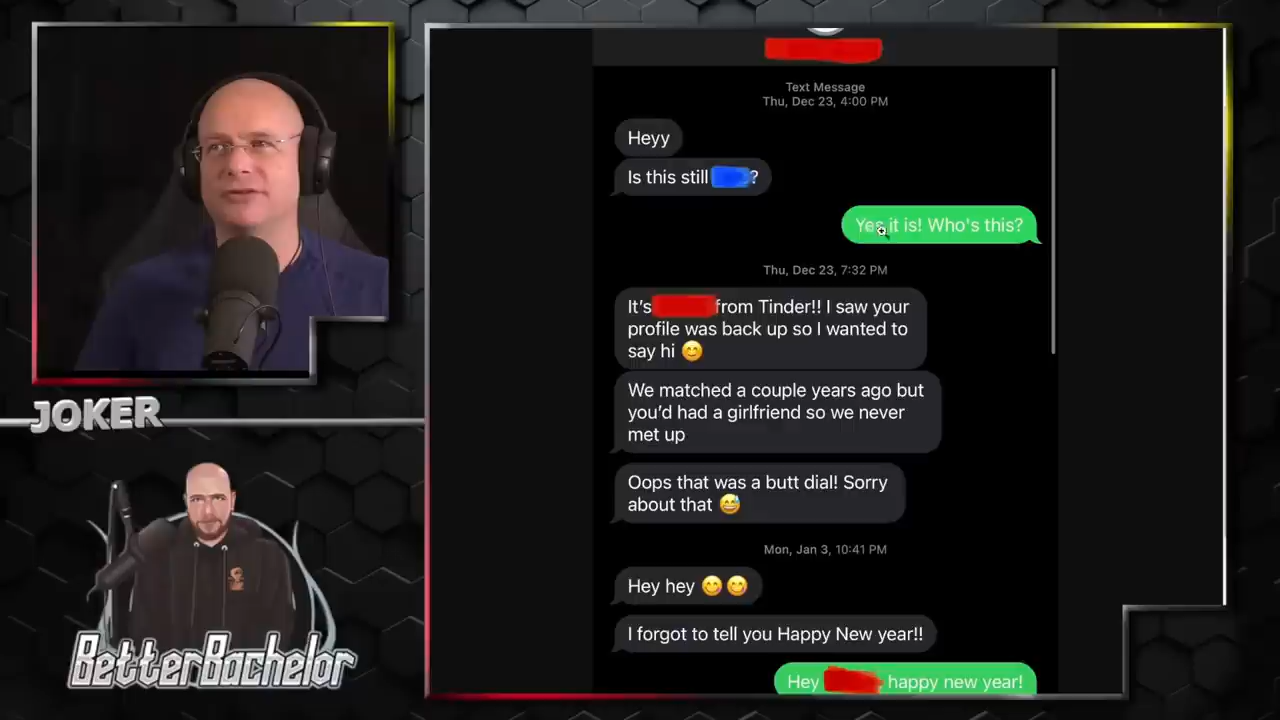 JOKER
BetterBachelor
Text Message
Thu, Dec 23, 4:00 PM
Heyy
Is this still ?
Yes it is! Who's this?
Thu, Dec 23, 7:32 PM
It's from Tinder!! I saw your
profile was back up so I wanted to
say hi 😊
We matched a couple years ago but
you'd had a girlfriend so we never
met up
Oops that was a butt dial! Sorry
about that 😅
Mon, Jan 3, 10:41 PM
Hey hey 😋 😋
I forgot to tell you Happy New year!!
Hey happy new year!